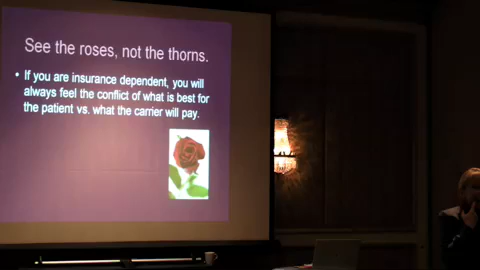 See the roses, not the thorns.
• If you are insurance dependent, you will
always feel the conflict of what is best for
the patient vs. what the carrier will pay.